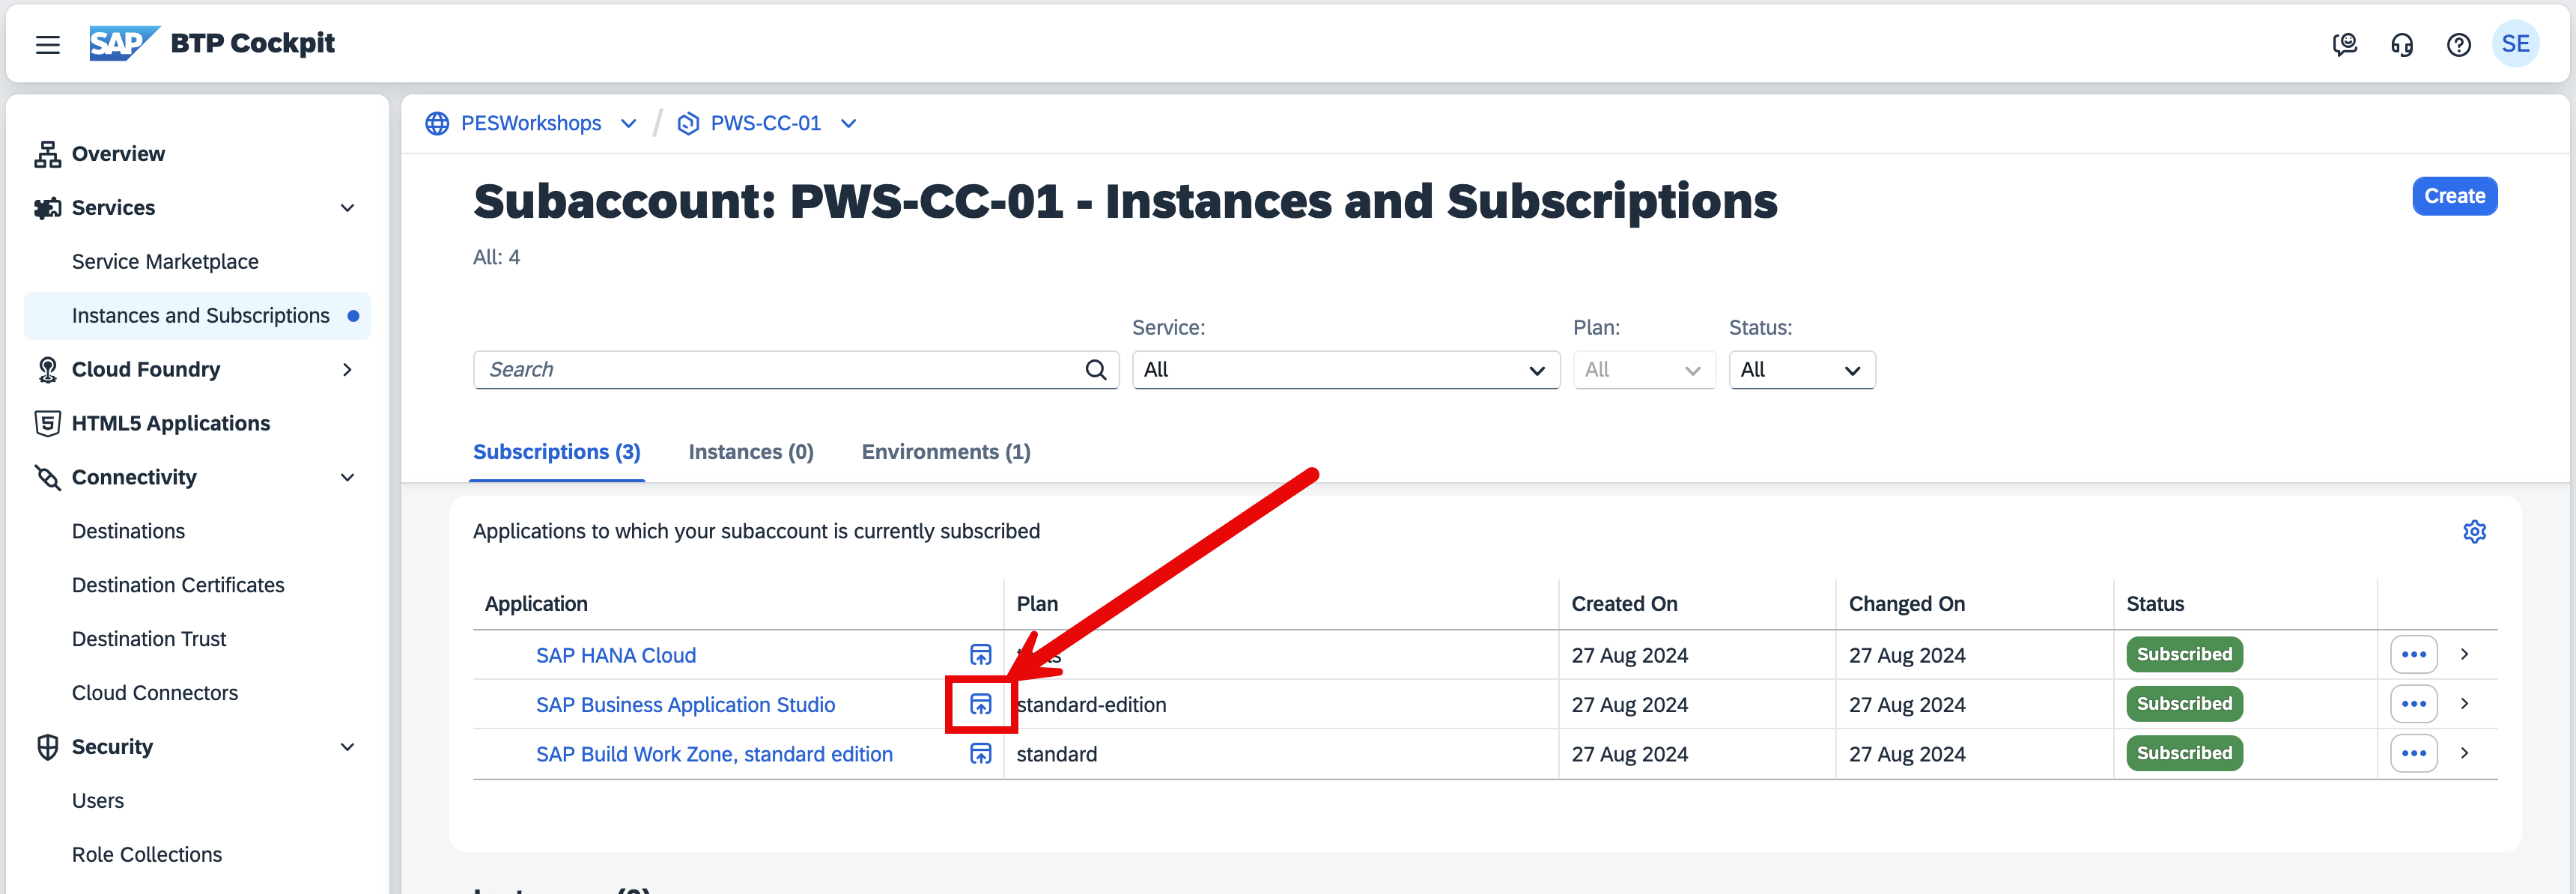 SAP BTP Cockpit
SE
Overview
Services
Service Marketplace
Instances and Subscriptions
Cloud Foundry
HTML5 Applications
Connectivity
Destinations
Destination Certificates
Destination Trust
Cloud Connectors
Security
Users
Role Collections
PESWorkshops / PWS-CC-01
Subaccount: PWS-CC-01 - Instances and Subscriptions
Create
All: 4
Service: Plan: Status:
Search All All All
Subscriptions (3) Instances (0) Environments (1)
Applications to which your subaccount is currently subscribed
Application Plan Created On Changed On Status
SAP HANA Cloud 27 Aug 2024 27 Aug 2024 Subscribed
SAP Business Application Studio standard-edition 27 Aug 2024 27 Aug 2024 Subscribed
SAP Build Work Zone, standard edition standard 27 Aug 2024 27 Aug 2024 Subscribed